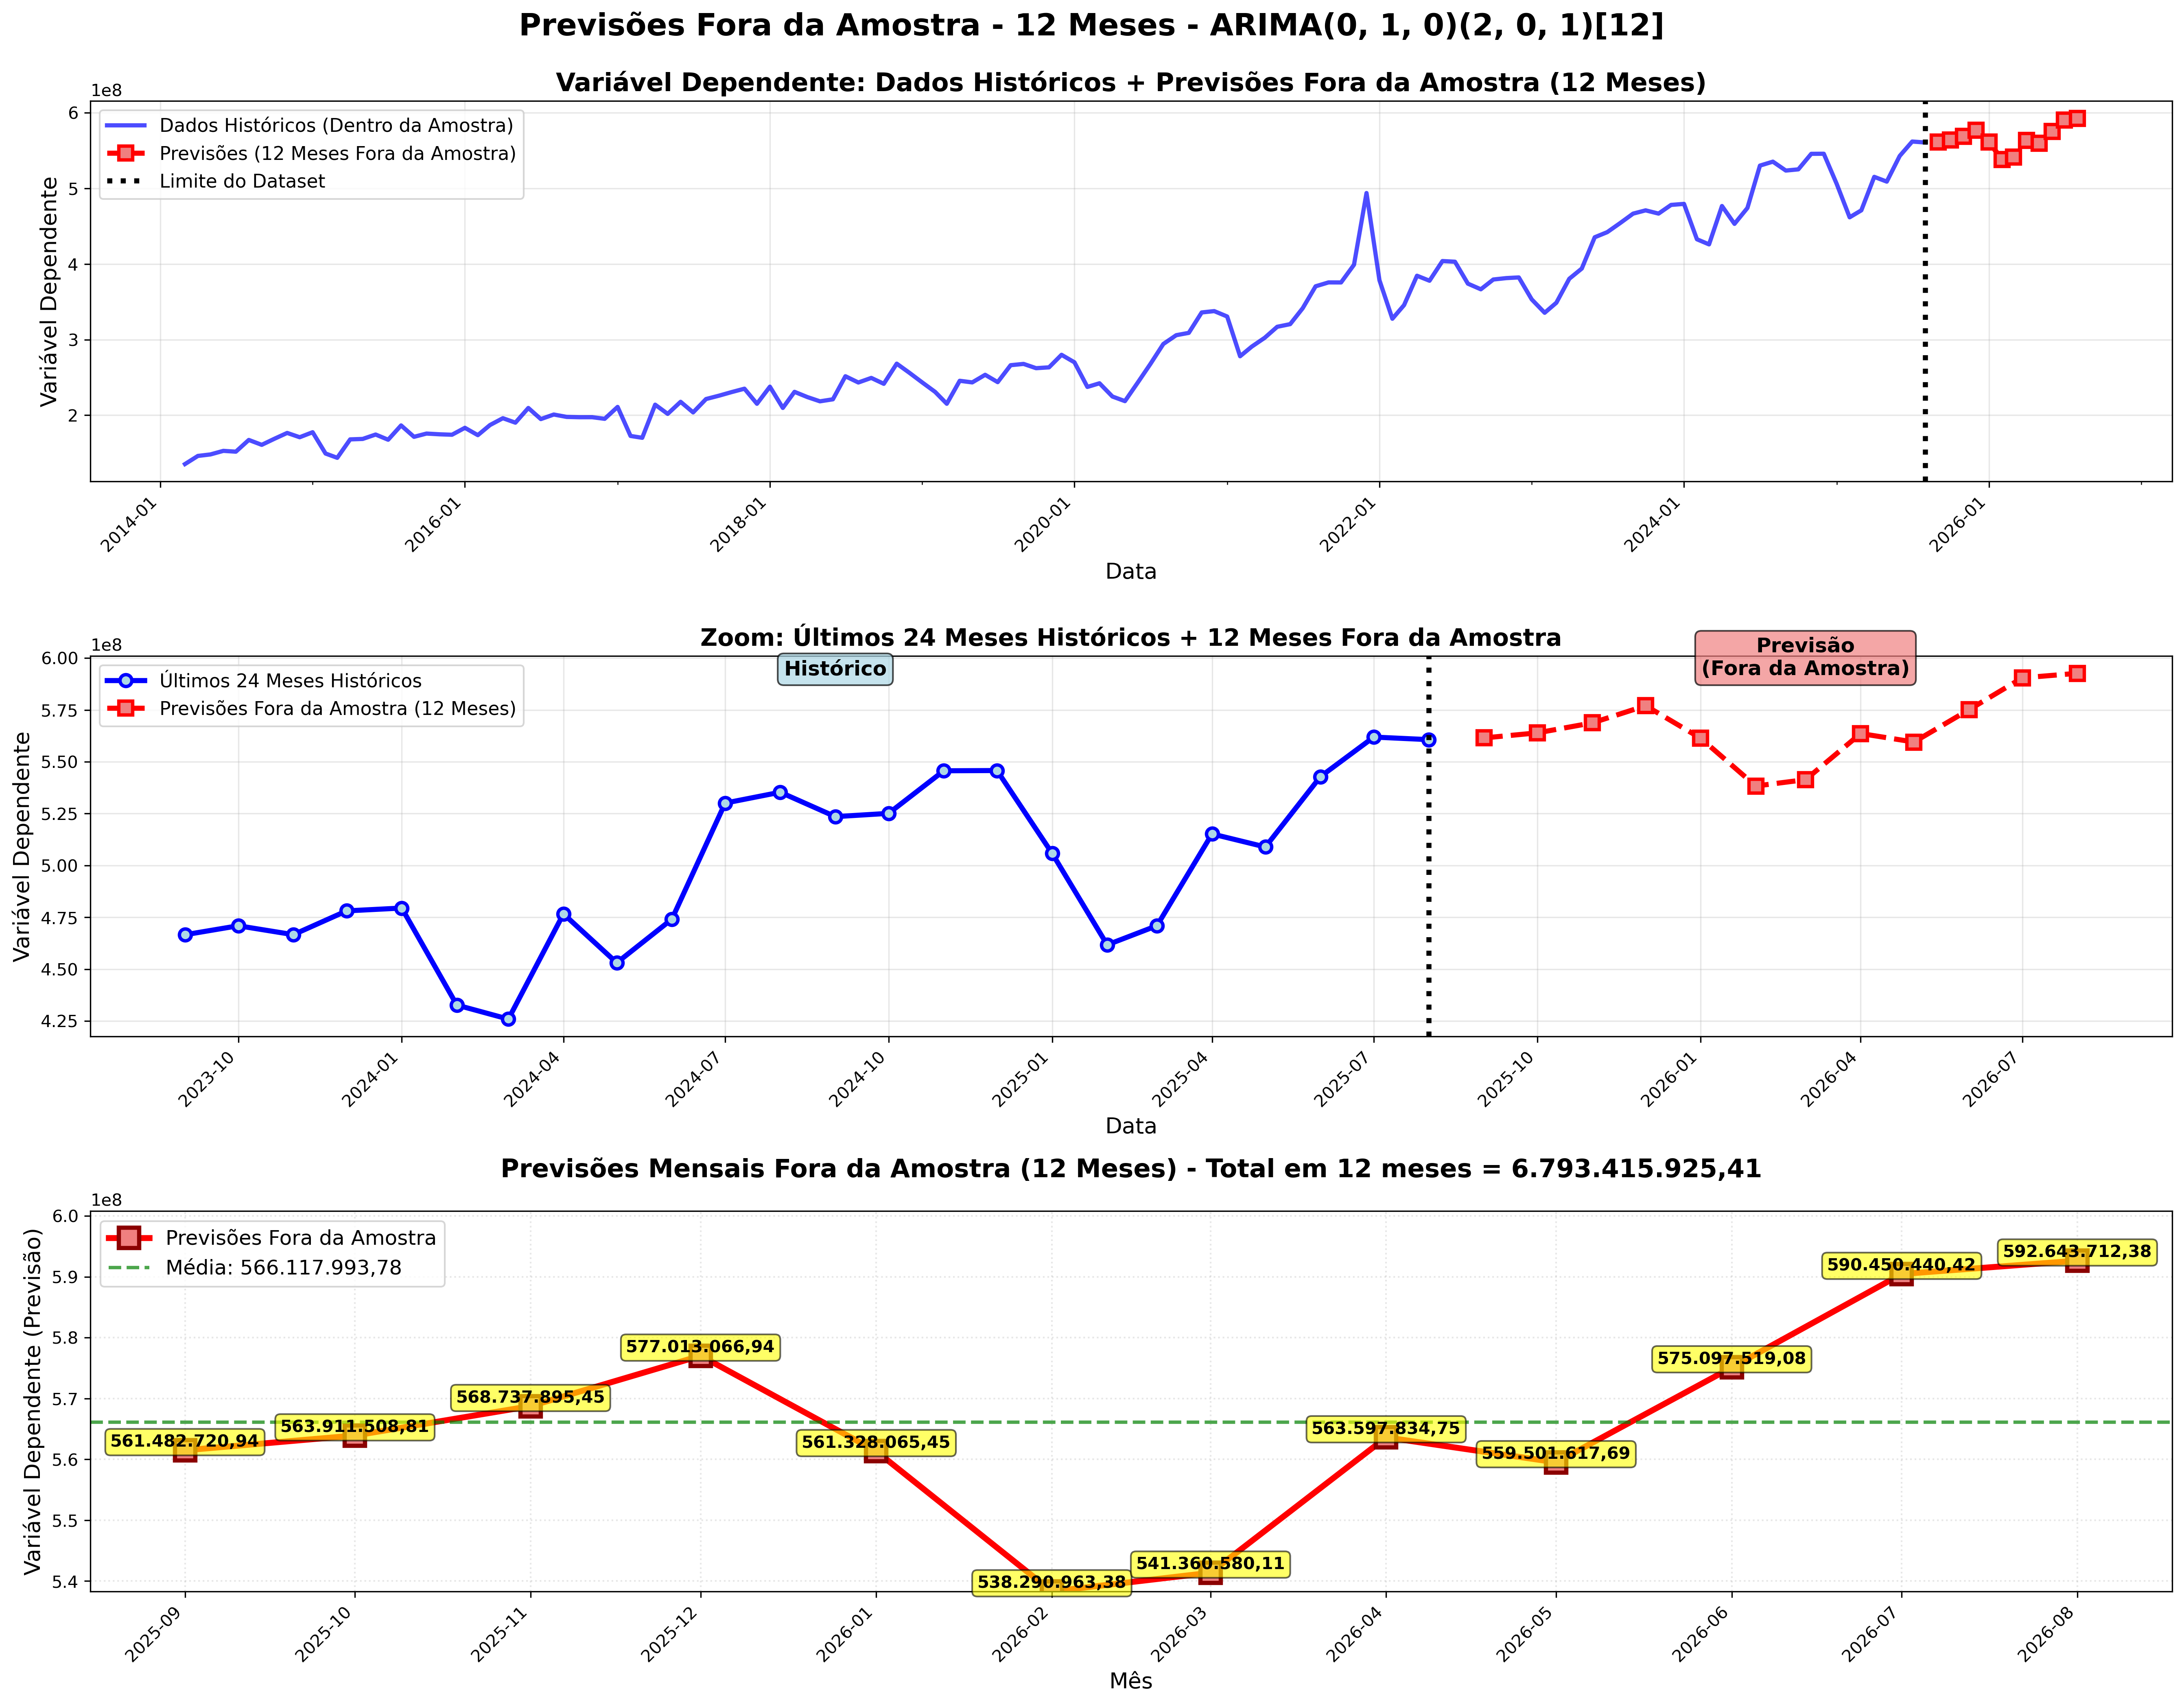 Previsões Fora da Amostra - 12 Meses - ARIMA(0, 1, 0)(2, 0, 1)[12]
Variável Dependente: Dados Históricos + Previsões Fora da Amostra (12 Meses)
1e8
Dados Históricos (Dentro da Amostra)
Previsões (12 Meses Fora da Amostra)
Limite do Dataset
Variável Dependente
6
5
4
3
2
2014-01
2016-01
2018-01
2020-01
2022-01
2024-01
2026-01
Data
Zoom: Últimos 24 Meses Históricos + 12 Meses Fora da Amostra
1e8
Últimos 24 Meses Históricos
Previsões Fora da Amostra (12 Meses)
Histórico
Previsão
(Fora da Amostra)
Variável Dependente
6.00
5.75
5.50
5.25
5.00
4.75
4.50
4.25
2023-10
2024-01
2024-04
2024-07
2024-10
2025-01
2025-04
2025-07
2025-10
2026-01
2026-04
2026-07
Data
Previsões Mensais Fora da Amostra (12 Meses) - Total em 12 meses = 6.793.415.925,41
1e8
Previsões Fora da Amostra
Média: 566.117.993,78
Variável Dependente (Previsão)
6.0
5.9
5.8
5.7
5.6
5.5
5.4
561.482.720,94
563.911.508,81
568.737.895,45
577.013.066,94
561.328.065,45
538.290.963,38
541.360.580,11
563.597.834,75
559.501.617,69
575.097.519,08
590.450.440,42
592.643.712,38
2025-09
2025-10
2025-11
2025-12
2026-01
2026-02
2026-03
2026-04
2026-05
2026-06
2026-07
2026-08
Mês